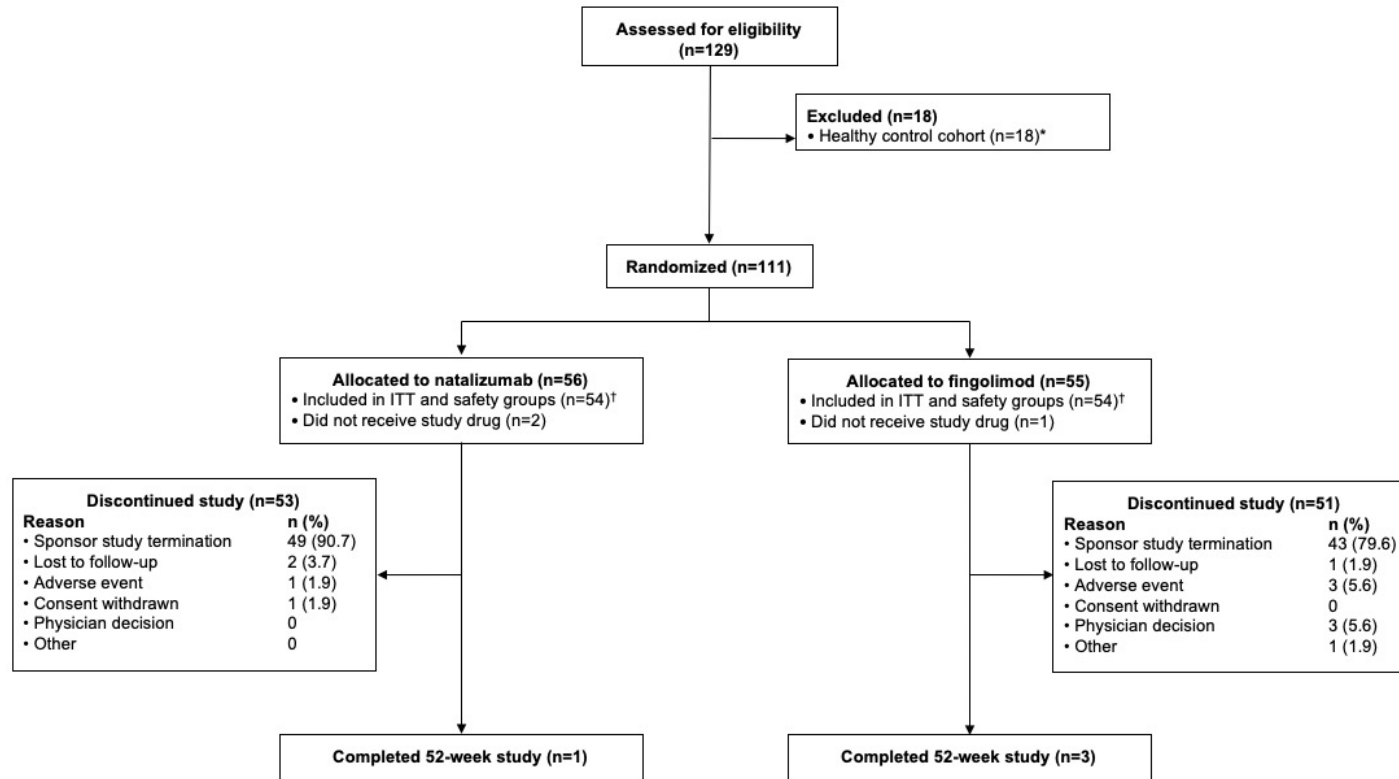 Assessed for eligibility
(n=129)
Excluded (n=18)
• Healthy control cohort (n=18)*
Randomized (n=111)
Allocated to natalizumab (n=56)
• Included in ITT and safety groups (n=54)†
• Did not receive study drug (n=2)
Allocated to fingolimod (n=55)
• Included in ITT and safety groups (n=54)†
• Did not receive study drug (n=1)
Discontinued study (n=53)
Reason n (%)
• Sponsor study termination 49 (90.7)
• Lost to follow-up 2 (3.7)
• Adverse event 1 (1.9)
• Consent withdrawn 1 (1.9)
• Physician decision 0
• Other 0
Discontinued study (n=51)
Reason n (%)
• Sponsor study termination 43 (79.6)
• Lost to follow-up 1 (1.9)
• Adverse event 3 (5.6)
• Consent withdrawn 0
• Physician decision 3 (5.6)
• Other 1 (1.9)
Completed 52-week study (n=1)
Completed 52-week study (n=3)